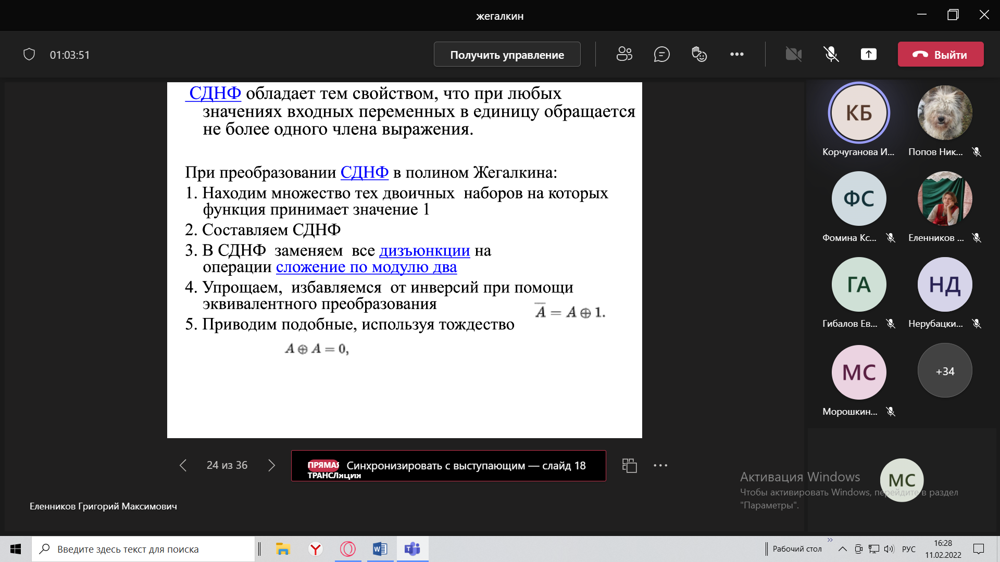 жегалкин
01:03:51
Получить управление
Выйти
СДНФ обладает тем свойством, что при любых
значениях входных переменных в единицу обращается
не более одного члена выражения.
При преобразовании СДНФ в полином Жегалкина:
1. Находим множество тех двоичных наборов на которых
функция принимает значение 1
2. Составляем СДНФ
3. В СДНФ заменяем все дизъюнкции на
операции сложение по модулю два
4. Упрощаем, избавляемся от инверсий при помощи
эквивалентного преобразования
A̅ = A ⊕ 1.
5. Приводим подобные, используя тождество
A ⊕ A = 0,
КБ
Корчуганова И...
Попов Ник...
ФС
Фомина Кс...
Еленников ...
ГА
Гибалов Ев...
НД
Нерубацки...
МС
Морошкин...
+34
24 из 36
ПРЯМАЯ
ТРАНСЛяция
Синхронизировать с выступающим — слайд 18
МС
Активация Windows
Чтобы активировать Windows, перейдите в раздел
"Параметры".
Еленников Григорий Максимович
Введите здесь текст для поиска
Рабочий стол
РУС
16:28
11.02.2022